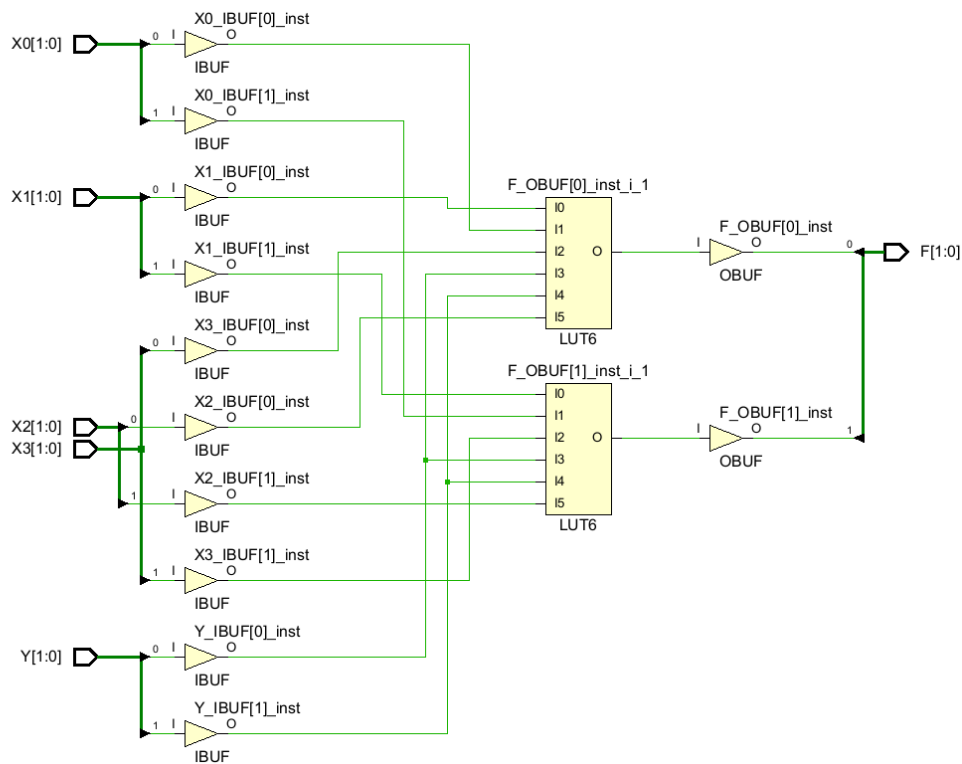 X0_IBUF[0]_inst
X0[1:0] 0 I O
IBUF
X0_IBUF[1]_inst
1 I O
IBUF
X1_IBUF[0]_inst
X1[1:0] 0 I O
IBUF
X1_IBUF[1]_inst
1 I O
IBUF
X3_IBUF[0]_inst
0 I O
IBUF
X2_IBUF[0]_inst
X2[1:0] 0 I O
X3[1:0] IBUF
X2_IBUF[1]_inst
1 I O
IBUF
X3_IBUF[1]_inst
1 I O
IBUF
Y_IBUF[0]_inst
Y[1:0] 0 I O
IBUF
Y_IBUF[1]_inst
1 I O
IBUF
F_OBUF[0]_inst_i_1
I0
I1
I2 O
I3
I4
I5
LUT6
F_OBUF[1]_inst_i_1
I0
I1
I2 O
I3
I4
I5
LUT6
F_OBUF[0]_inst
I O 0 F[1:0]
OBUF
F_OBUF[1]_inst
I O 1
OBUF